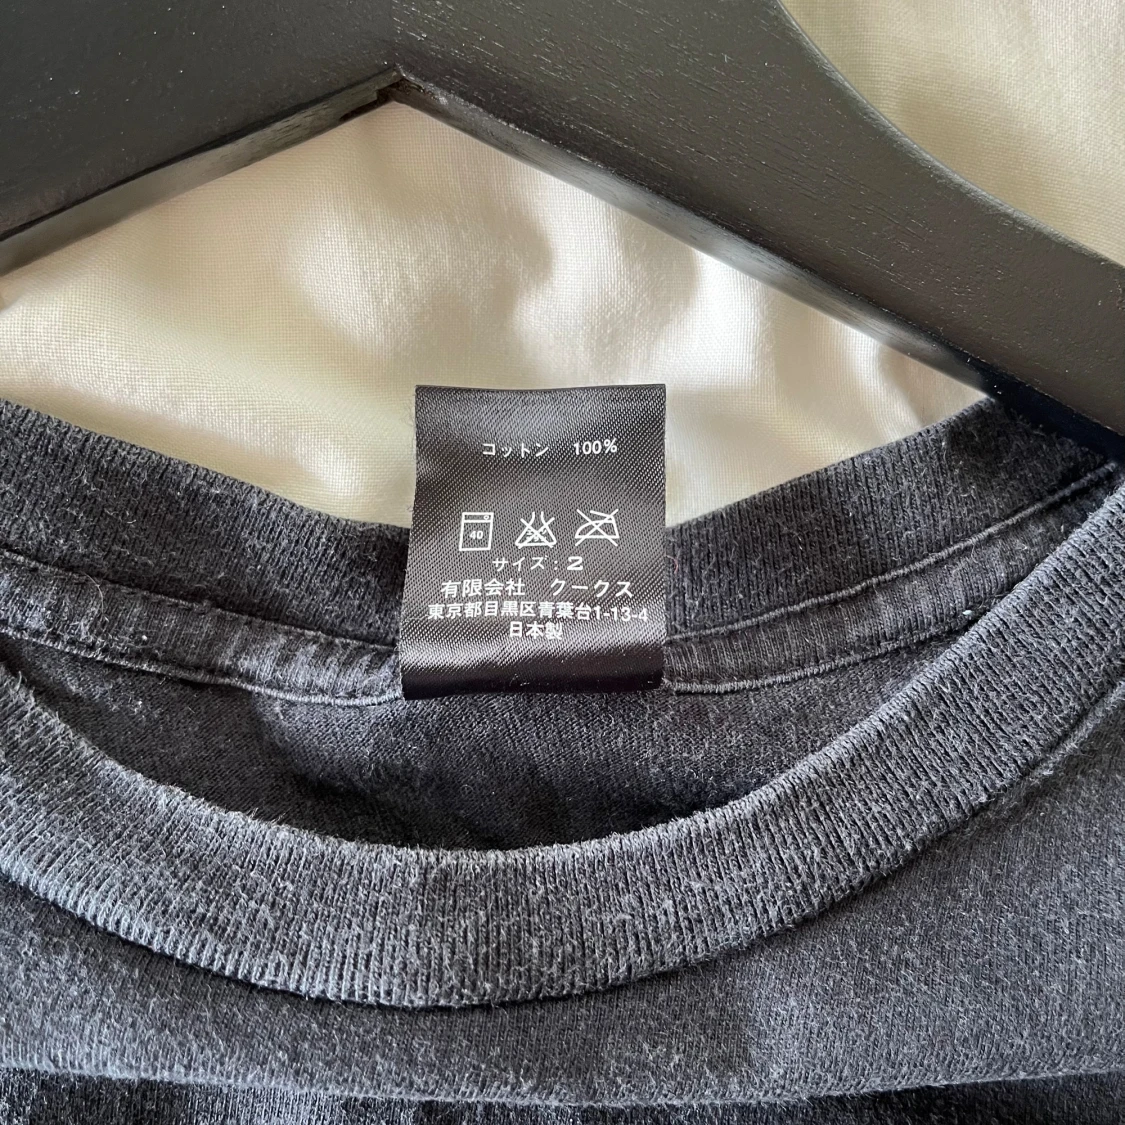 コットン 100%
40
サイズ：2
有限会社 クークス
東京都目黒区青葉台1-13-4
日本製